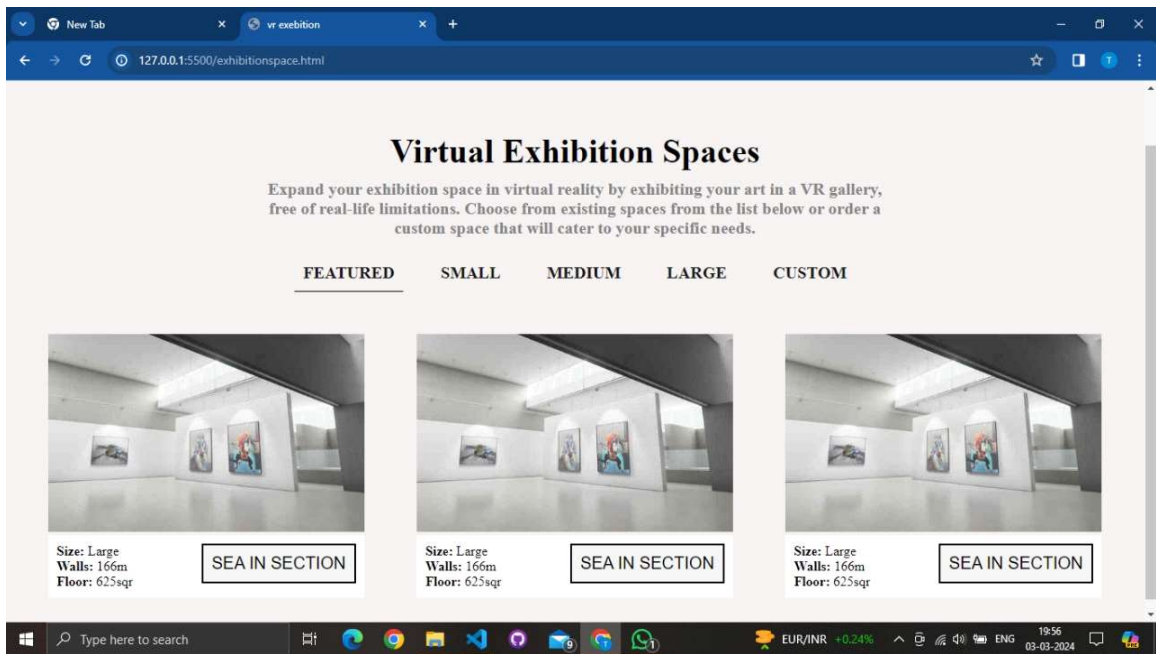 New Tab
vr exebition
127.0.0.1:5500/exhibitionspace.html
T
Virtual Exhibition Spaces
Expand your exhibition space in virtual reality by exhibiting your art in a VR gallery,
free of real-life limitations. Choose from existing spaces from the list below or order a
custom space that will cater to your specific needs.
FEATURED SMALL MEDIUM LARGE CUSTOM
Size: Large
Walls: 166m
Floor: 625sqr
SEA IN SECTION
Size: Large
Walls: 166m
Floor: 625sqr
SEA IN SECTION
Size: Large
Walls: 166m
Floor: 625sqr
SEA IN SECTION
Type here to search
9
1
EUR/INR +0.24%
ENG
19:56
03-03-2024